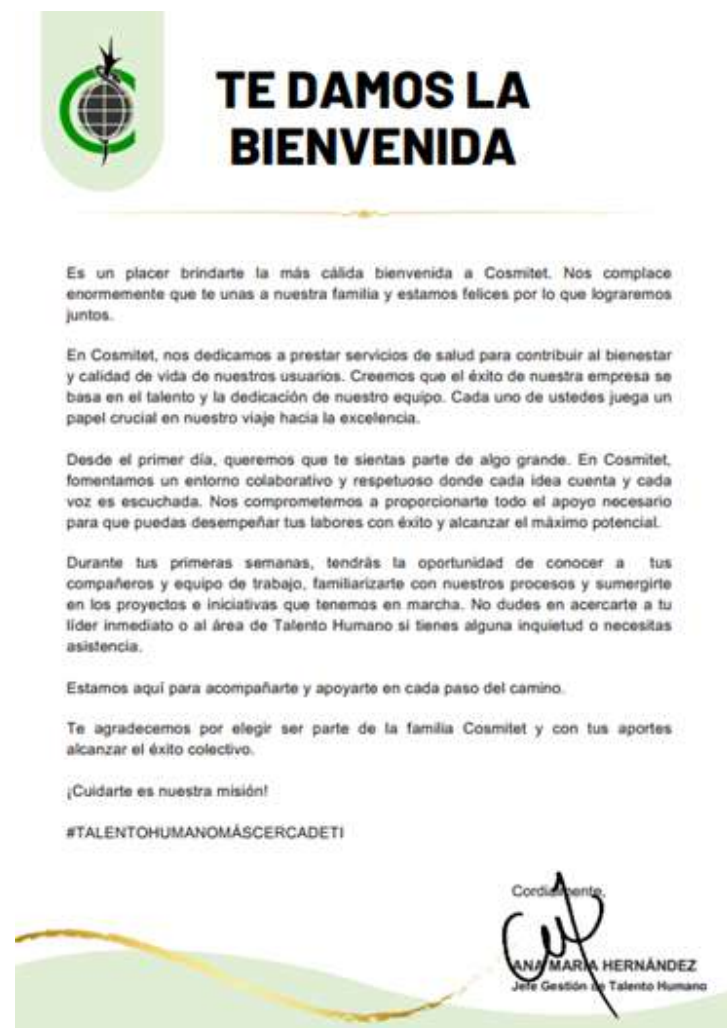 TE DAMOS LA
BIENVENIDA
Es un placer brindarte la más cálida bienvenida a Cosmitet. Nos complace
enormemente que te unas a nuestra familia y estamos felices por lo que lograremos
juntos.
En Cosmitet, nos dedicamos a prestar servicios de salud para contribuir al bienestar
y calidad de vida de nuestros usuarios. Creemos que el éxito de nuestra empresa se
basa en el talento y la dedicación de nuestro equipo. Cada uno de ustedes juega un
papel crucial en nuestro viaje hacia la excelencia.
Desde el primer día, queremos que te sientas parte de algo grande. En Cosmitet,
fomentamos un entorno colaborativo y respetuoso donde cada idea cuenta y cada
voz es escuchada. Nos comprometemos a proporcionarte todo el apoyo necesario
para que puedas desempeñar tus labores con éxito y alcanzar el máximo potencial.
Durante tus primeras semanas, tendrás la oportunidad de conocer a tus
compañeros y equipo de trabajo, familiarizarte con nuestros procesos y sumergirte
en los proyectos e iniciativas que tenemos en marcha. No dudes en acercarte a tu
líder inmediato o al área de Talento Humano si tienes alguna inquietud o necesitas
asistencia.
Estamos aquí para acompañarte y apoyarte en cada paso del camino.
Te agradecemos por elegir ser parte de la familia Cosmitet y con tus aportes
alcanzar el éxito colectivo.
¡Cuidarte es nuestra misión!
#TALENTOHUMANOMÁSCERCADETI
Cordialmente,
ANA MARÍA HERNÁNDEZ
Jefe Gestión de Talento Humano